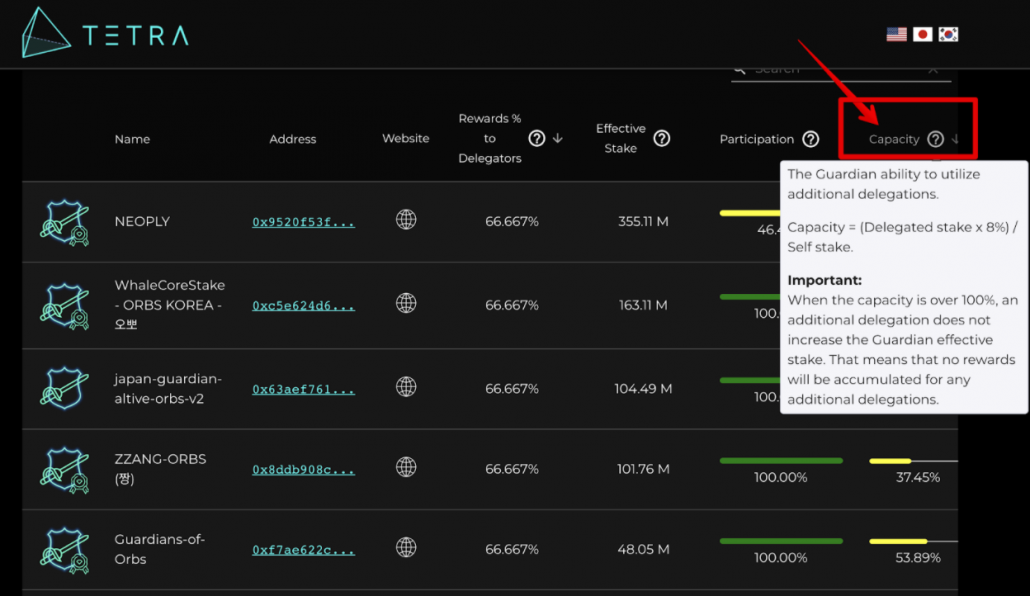 TETRA
Search
Name
Address
Website
Rewards %
to
Delegators
Effective
Stake
Participation
Capacity
The Guardian ability to utilize
additional delegations.
Capacity = (Delegated stake x 8%) /
Self stake.
Important:
When the capacity is over 100%, an
additional delegation does not
increase the Guardian effective
stake. That means that no rewards
will be accumulated for any
additional delegations.
NEOPLY
0x9520f53f...
66.667%
355.11 M
46.4
WhaleCoreStake
- ORBS KOREA -
오뽀
0xc5e624d6...
66.667%
163.11 M
100.
japan-guardian-
altive-orbs-v2
0x63aef761...
66.667%
104.49 M
100.
ZZANG-ORBS
(짱)
0x8ddb908c...
66.667%
101.76 M
100.00%
37.45%
Guardians-of-
Orbs
0xf7ae622c...
66.667%
48.05 M
100.00%
53.89%